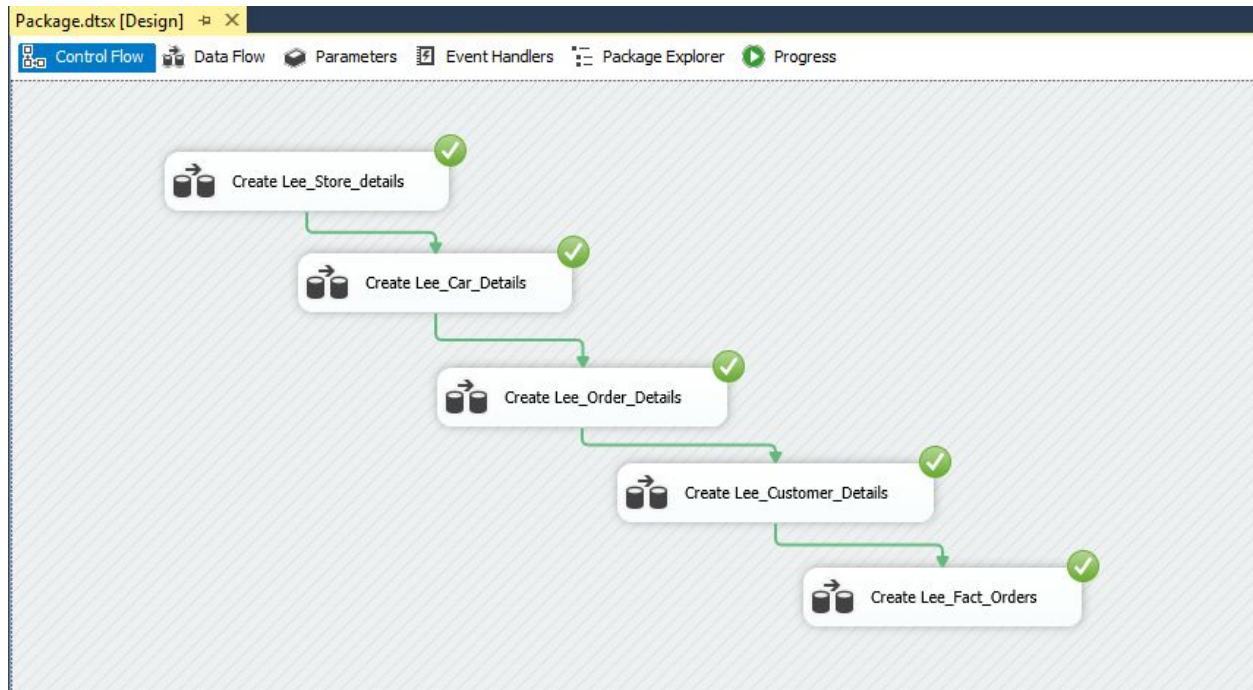 Package.dtsx [Design]
Control Flow Data Flow Parameters Event Handlers Package Explorer Progress
Create Lee_Store_details
Create Lee_Car_Details
Create Lee_Order_Details
Create Lee_Customer_Details
Create Lee_Fact_Orders